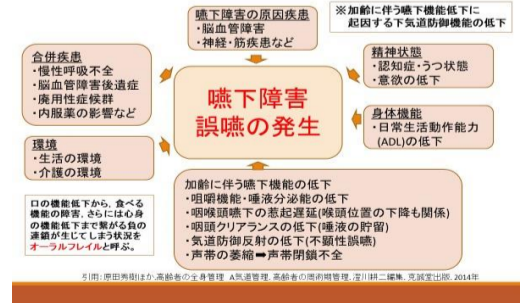 嚥下障害の原因疾患
・脳血管障害
・神経・筋疾患など
※加齢に伴う嚥下機能低下に
起因する下気道防御機能の低下
合併疾患
・慢性呼吸不全
・脳血管障害後遺症
・廃用性症候群
・内服薬の影響など
精神状態
・認知症・うつ状態
・意欲の低下
嚥下障害
誤嚥の発生
身体機能
・日常生活動作能力
(ADL)の低下
環境
・生活の環境
・介護の環境
加齢に伴う嚥下機能の低下
・咀嚼機能・唾液分泌能の低下
・咽喉頭嚥下の惹起遅延(喉頭位置の下降も関係)
・咽頭クリアランスの低下(唾液の貯留)
・気道防御反射の低下(不顕性誤嚥)
・声帯の萎縮➡声帯閉鎖不全
口の機能低下から、食べる
機能の障害、さらには心身
の機能低下まで繋がる負の
連鎖が生じてしまう状況を
オーラルフレイルと呼ぶ。
引用:原田秀樹ほか,高齢者の全身管理 A気道管理,高齢者の周術期管理,澄川耕二編集,克誠堂出版,2014年